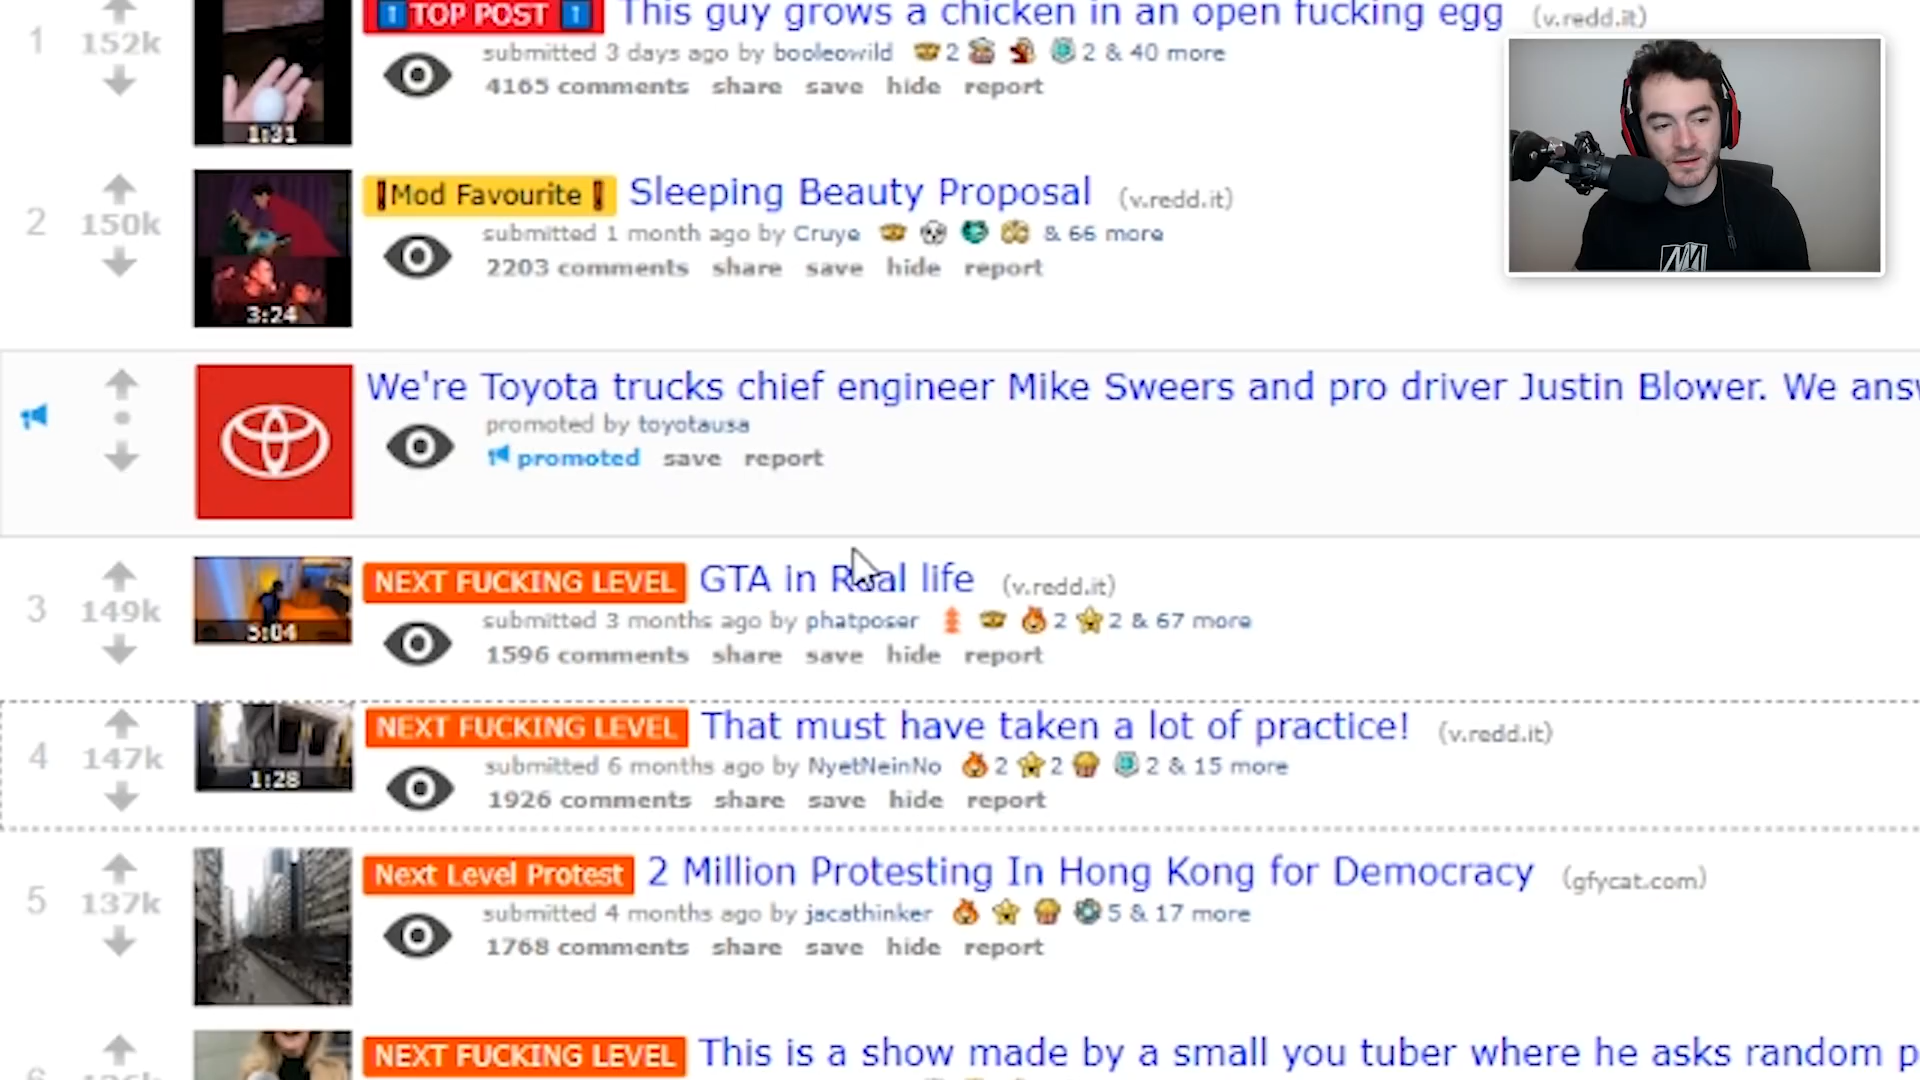 1
152k
TOP POST This guy grows a chicken in an open fucking egg (v.redd.it)
submitted 3 days ago by booleowild 2 2 & 40 more
4165 comments share save hide report
1:31
2
150k
Mod Favourite Sleeping Beauty Proposal (v.redd.it)
submitted 1 month ago by Cruye & 66 more
2203 comments share save hide report
3:24
We're Toyota trucks chief engineer Mike Sweers and pro driver Justin Blower. We
promoted by toyotausa
promoted save report
3
149k
NEXT FUCKING LEVEL GTA in Real life (v.redd.it)
submitted 3 months ago by phatposer 2 2 & 67 more
1596 comments share save hide report
5:04
4
147k
NEXT FUCKING LEVEL That must have taken a lot of practice! (v.redd.it)
submitted 6 months ago by NyetNeinNo 2 2 2 & 15 more
1926 comments share save hide report
1:28
5
137k
Next Level Protest 2 Million Protesting In Hong Kong for Democracy (gfycat.com)
submitted 4 months ago by jacathinker 5 & 17 more
1768 comments share save hide report
NEXT FUCKING LEVEL This is a show made by a small you tuber where he asks random